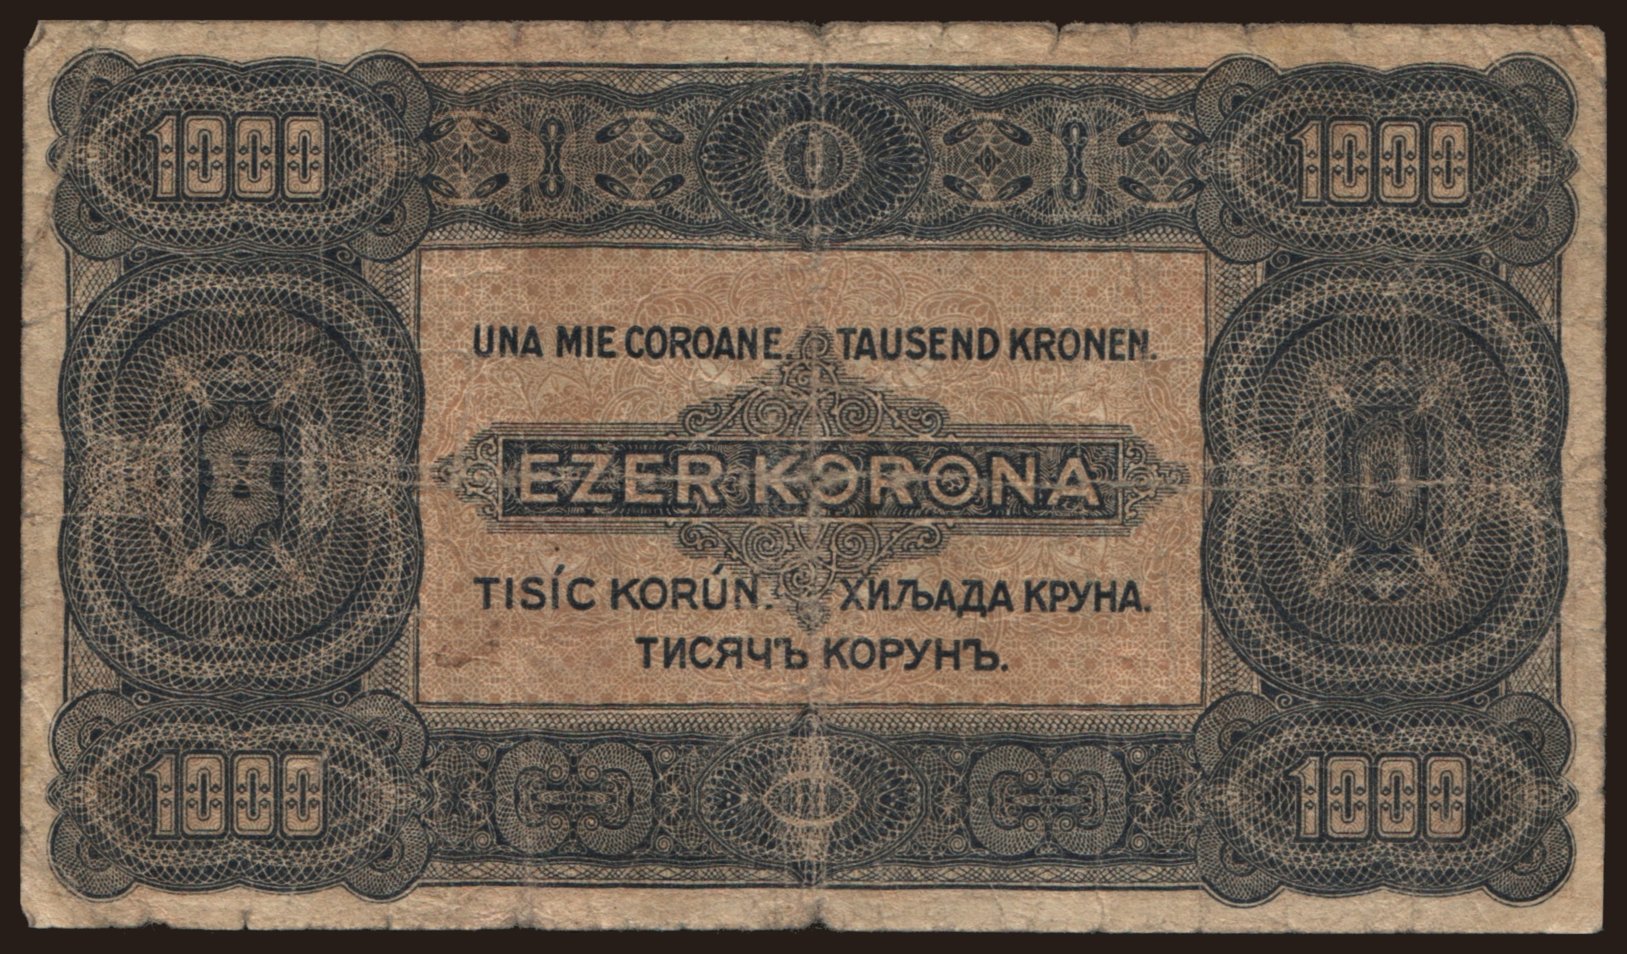 1000 1000
UNA MIE COROANE. TAUSEND KRONEN.
EZER KORONA
TISÍC KORÚN. ХИЉАДА КРУНА.
ТИСЯЧЪ КОРУНЪ.
1000 1000